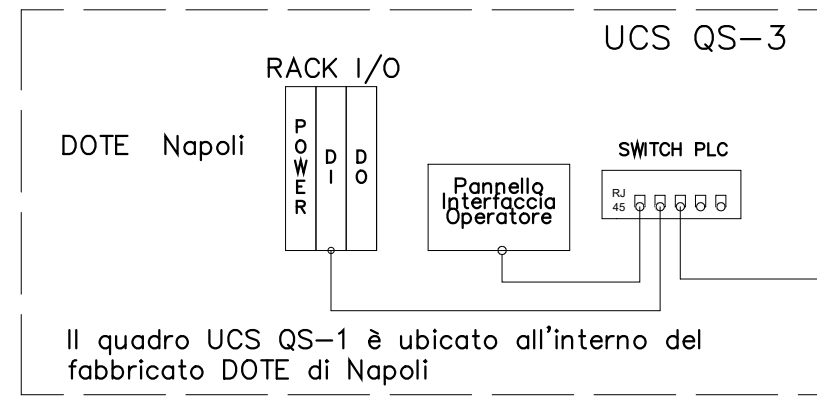 UCS QS-3
RACK I/O
DOTE Napoli
POWER
DI
DO
SWITCH PLC
Pannello
Interfaccia
Operatore
RJ
45
Il quadro UCS QS-1 è ubicato all'interno del
fabbricato DOTE di Napoli